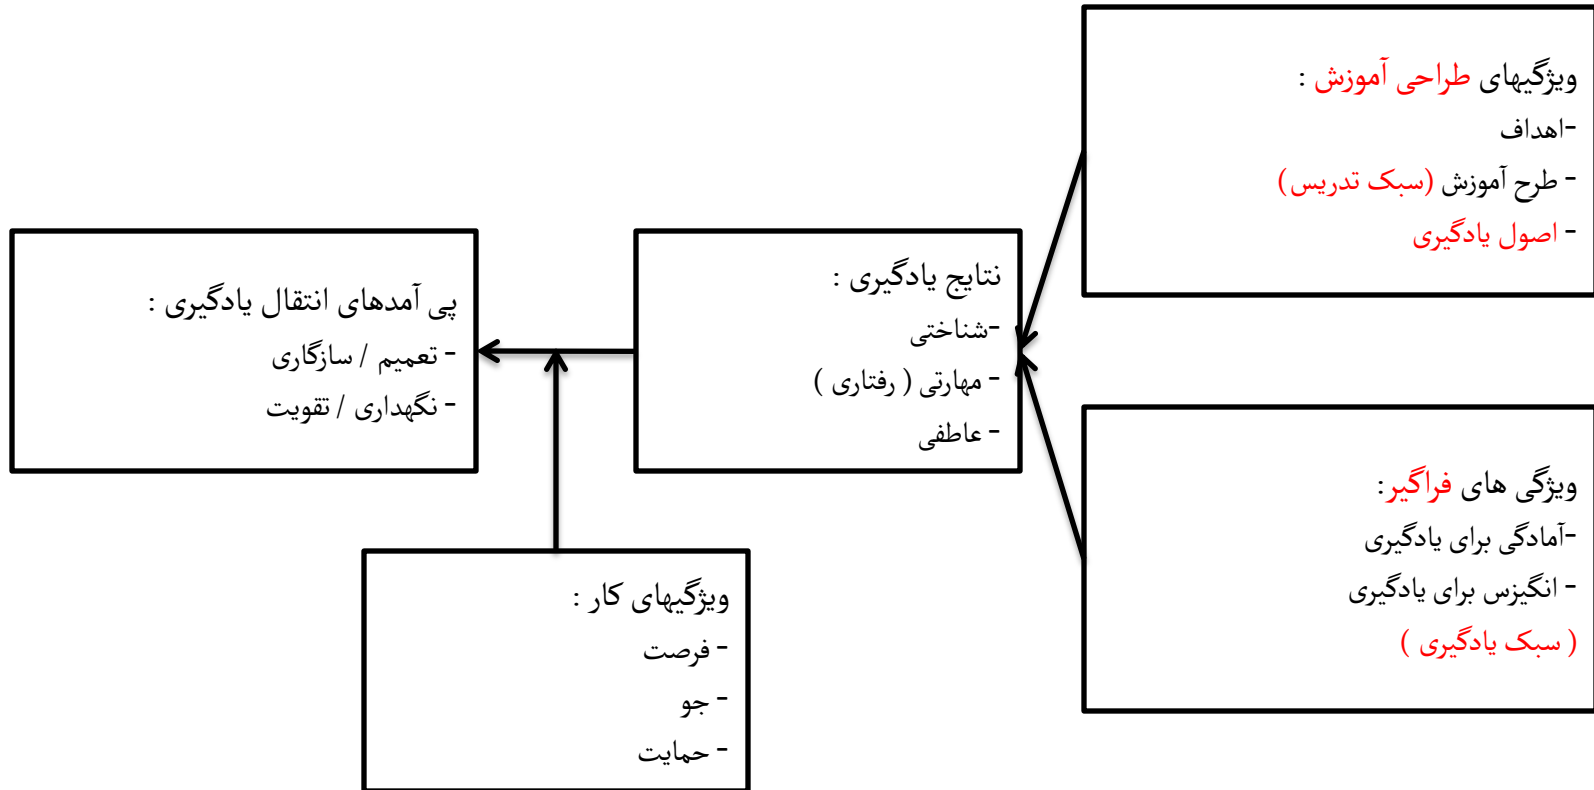 ویژگیهای طراحی آموزش :
-اهداف
- طرح آموزش (سبک تدریس)
- اصول یادگیری
ویژگی های فراگیر:
-آمادگی برای یادگیری
- انگیزس برای یادگیری
( سبک یادگیری )
نتایج یادگیری :
-شناختی
- مهارتی ( رفتاری )
- عاطفی
پی آمدهای انتقال یادگیری :
- تعمیم / سازگاری
- نگهداری / تقویت
ویژگیهای کار :
- فرصت
- جو
- حمایت